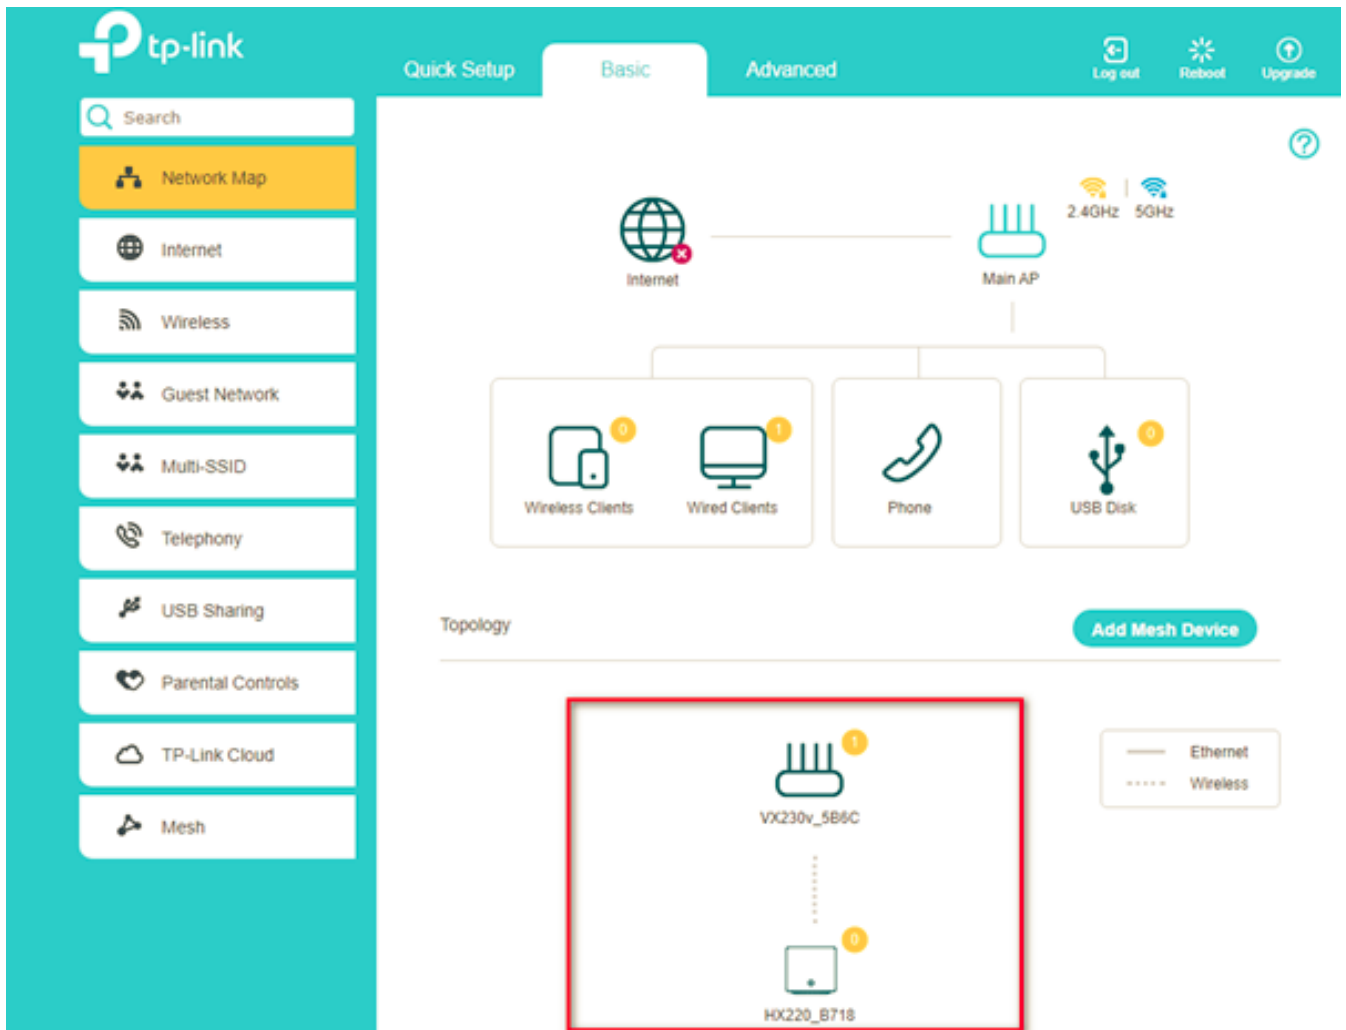 tp-link
Quick Setup
Basic
Advanced
Log out
Reboot
Upgrade
Search
Network Map
Internet
Wireless
Guest Network
Multi-SSID
Telephony
USB Sharing
Parental Controls
TP-Link Cloud
Mesh
?
2.4GHz | 5GHz
Internet
Main AP
0
1
0
Wireless Clients
Wired Clients
Phone
USB Disk
Topology
Add Mesh Device
1
VX230v_5B6C
Ethernet
Wireless
0
HX220_B718